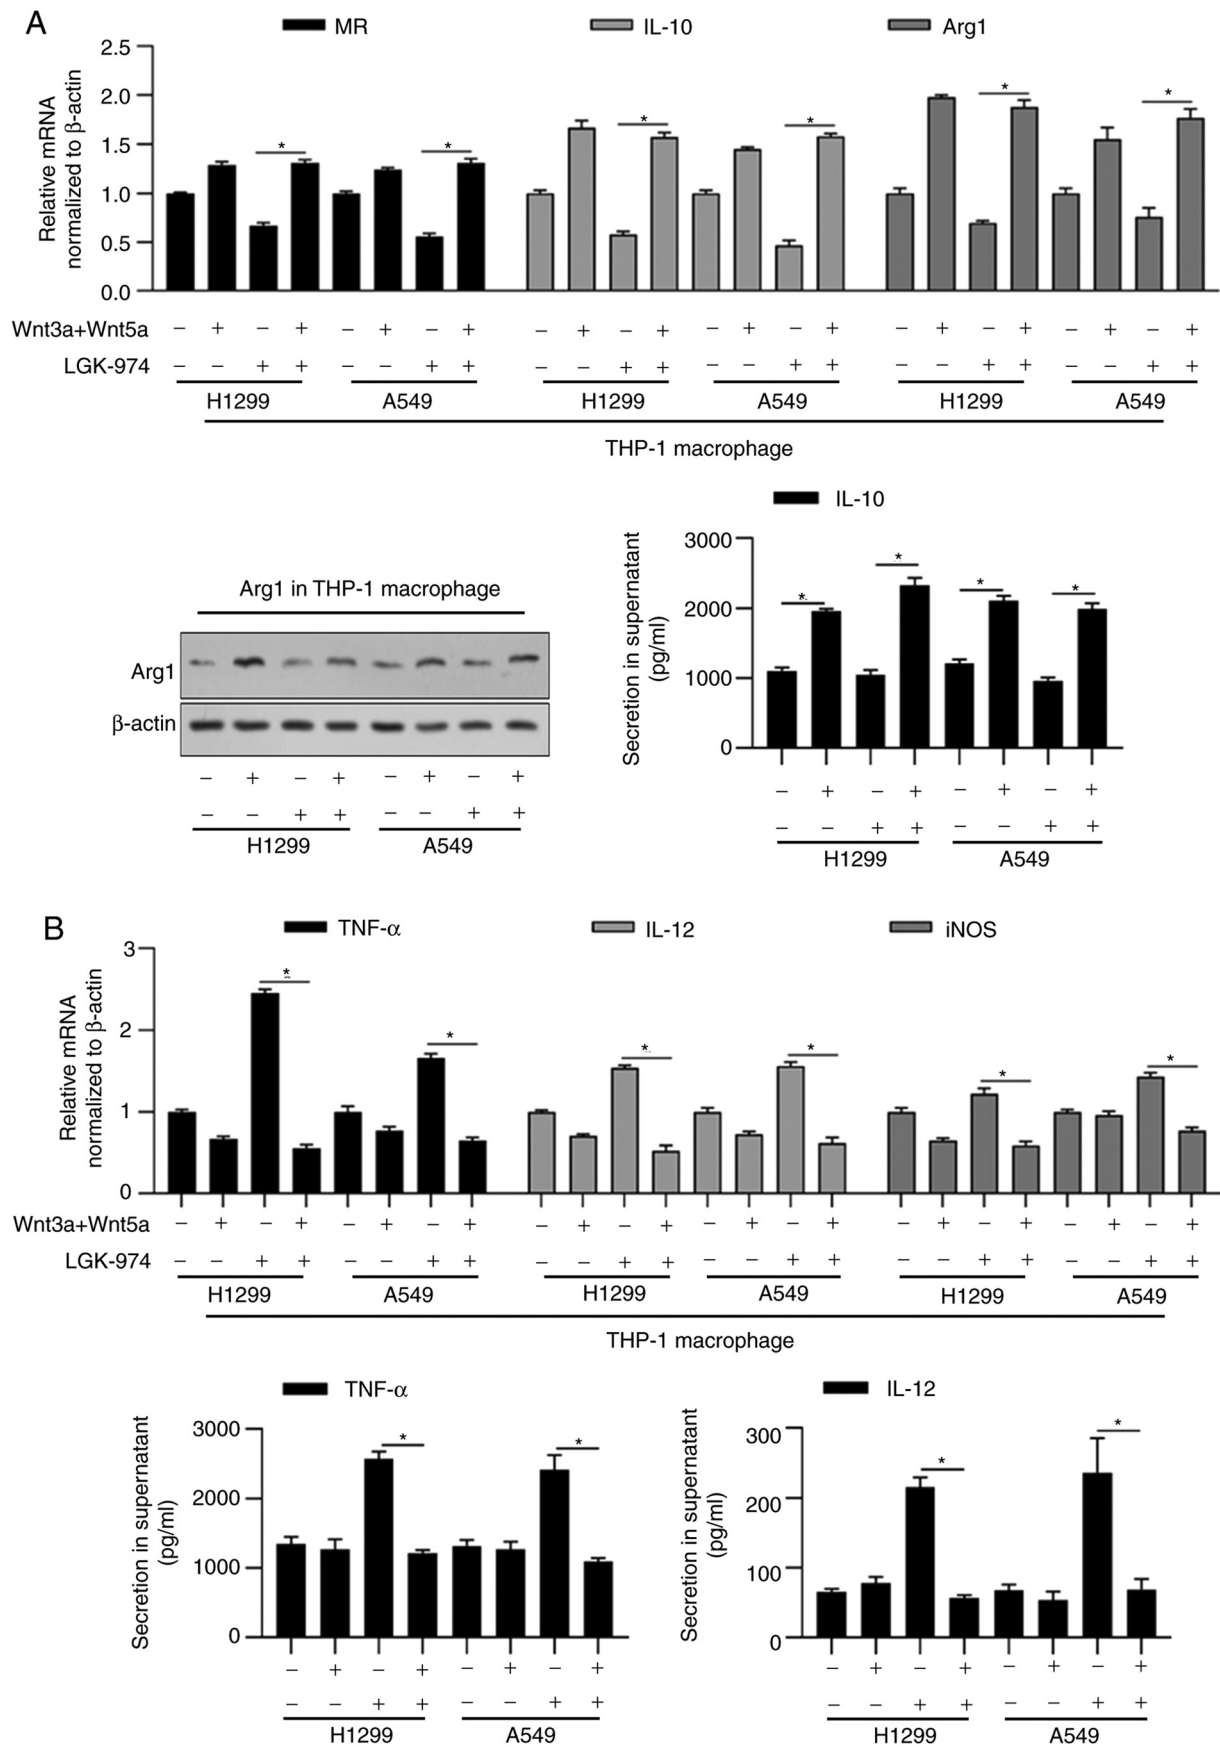 A
MR IL-10 Arg1
Relative mRNA
normalized to β-actin
2.5
2.0
1.5
1.0
0.5
0.0
* * * * * *
Wnt3a+Wnt5a – + – + – + – + – + – + – + – + – + – + – + – +
LGK-974 – – + + – – + + – – + + – – + + – – + + – – + +
H1299 A549 H1299 A549 H1299 A549
THP-1 macrophage
Arg1 in THP-1 macrophage
Arg1
β-actin
– + – + – + – +
– – + + – – + +
H1299 A549
IL-10
Secretion in supernatant
(pg/ml)
3000
2000
1000
0
* * * *
– + – + – + – +
– – + + – – + +
H1299 A549
B
TNF-α IL-12 iNOS
Relative mRNA
normalized to β-actin
3
2
1
0
* * * * * *
Wnt3a+Wnt5a – + – + – + – + – + – + – + – + – + – + – + – +
LGK-974 – – + + – – + + – – + + – – + + – – + + – – + +
H1299 A549 H1299 A549 H1299 A549
THP-1 macrophage
TNF-α
Secretion in supernatant
(pg/ml)
3000
2000
1000
0
* *
– + – + – + – +
– – + + – – + +
H1299 A549
IL-12
Secretion in supernatant
(pg/ml)
300
200
100
0
* *
– + – + – + – +
– – + + – – + +
H1299 A549